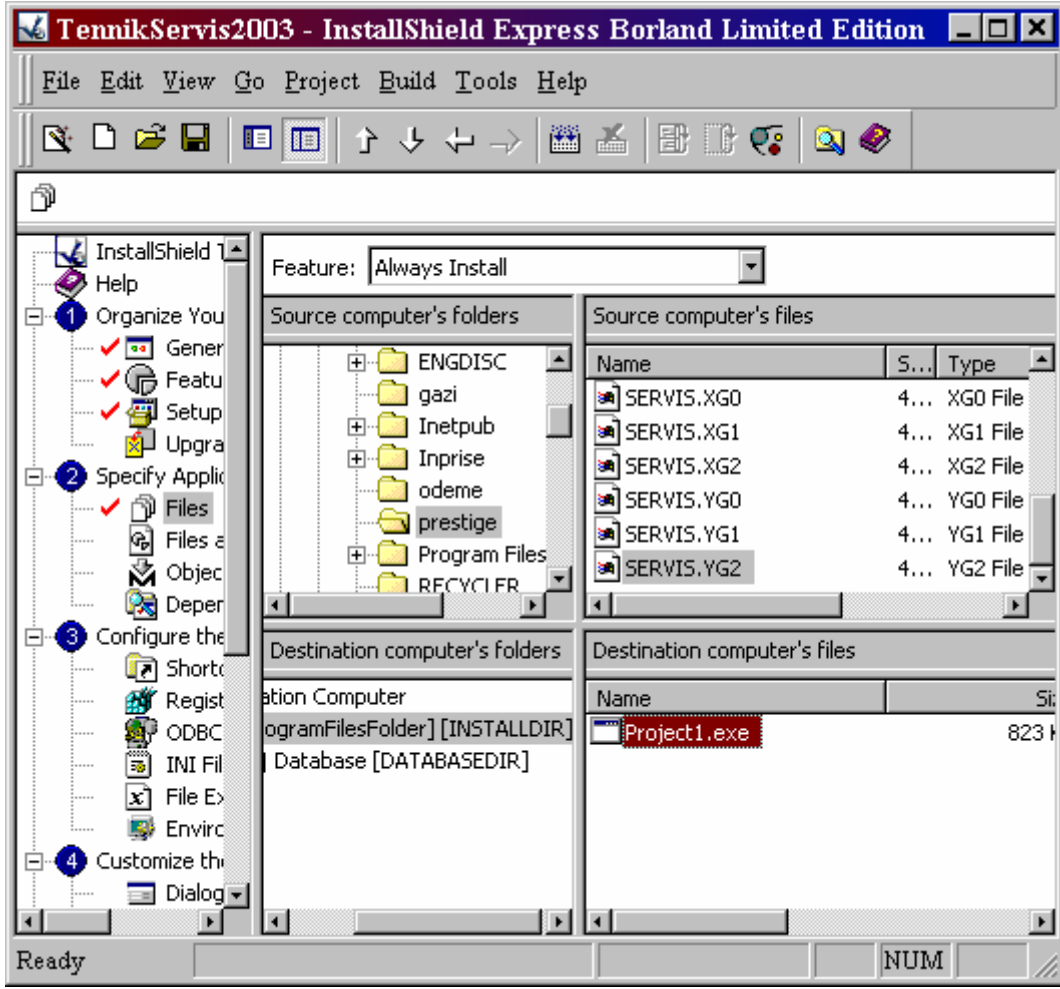 TennikServis2003 - InstallShield Express Borland Limited Edition
File Edit View Go Project Build Tools Help
InstallShield T
Help
1 Organize You
Gener
Featu
Setup
Upgra
2 Specify Applic
Files
Files a
Objec
Depen
3 Configure the
Shortc
Regist
ODBC
INI Fil
File Ex
Enviro
4 Customize the
Dialog
Feature: Always Install
Source computer's folders
ENGDISC
gazi
Inetpub
Inprise
odeme
prestige
Program Files
RECYCLER
Source computer's files
Name S... Type
SERVIS.XG0 4... XG0 File
SERVIS.XG1 4... XG1 File
SERVIS.XG2 4... XG2 File
SERVIS.YG0 4... YG0 File
SERVIS.YG1 4... YG1 File
SERVIS.YG2 4... YG2 File
Destination computer's folders
ation Computer
ogramFilesFolder] [INSTALLDIR]
Database [DATABASEDIR]
Destination computer's files
Name Si
Project1.exe 823
Ready NUM